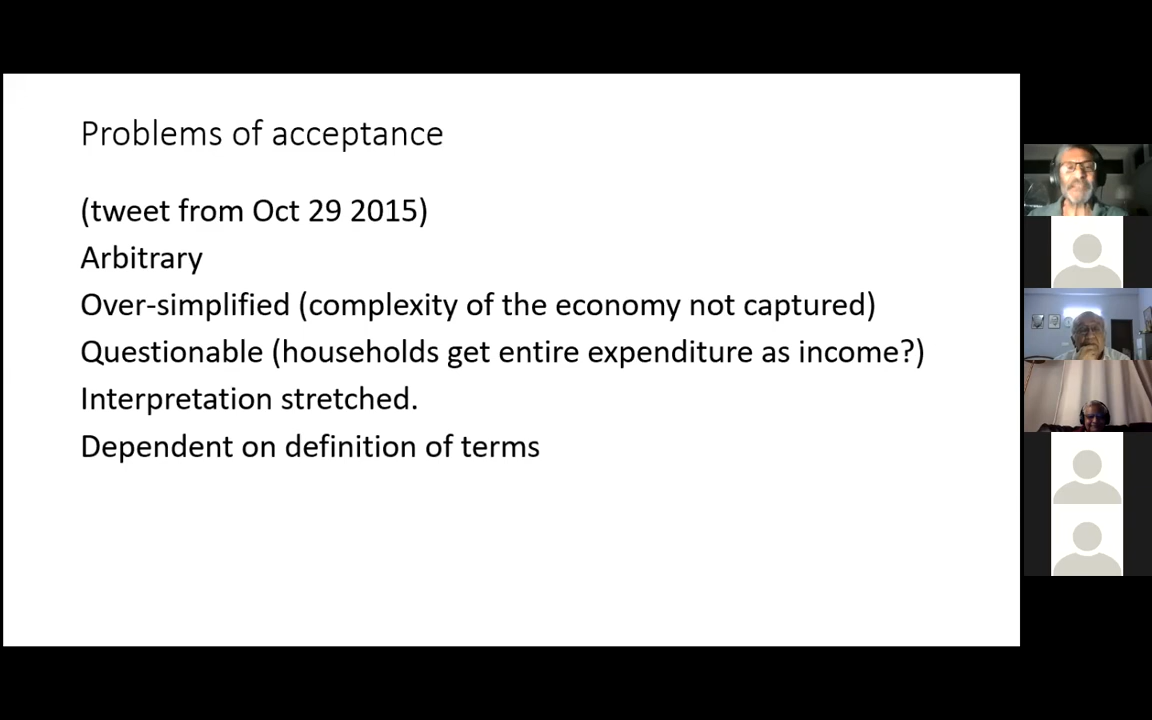 Problems of acceptance
(tweet from Oct 29 2015)
Arbitrary
Over-simplified (complexity of the economy not captured)
Questionable (households get entire expenditure as income?)
Interpretation stretched.
Dependent on definition of terms